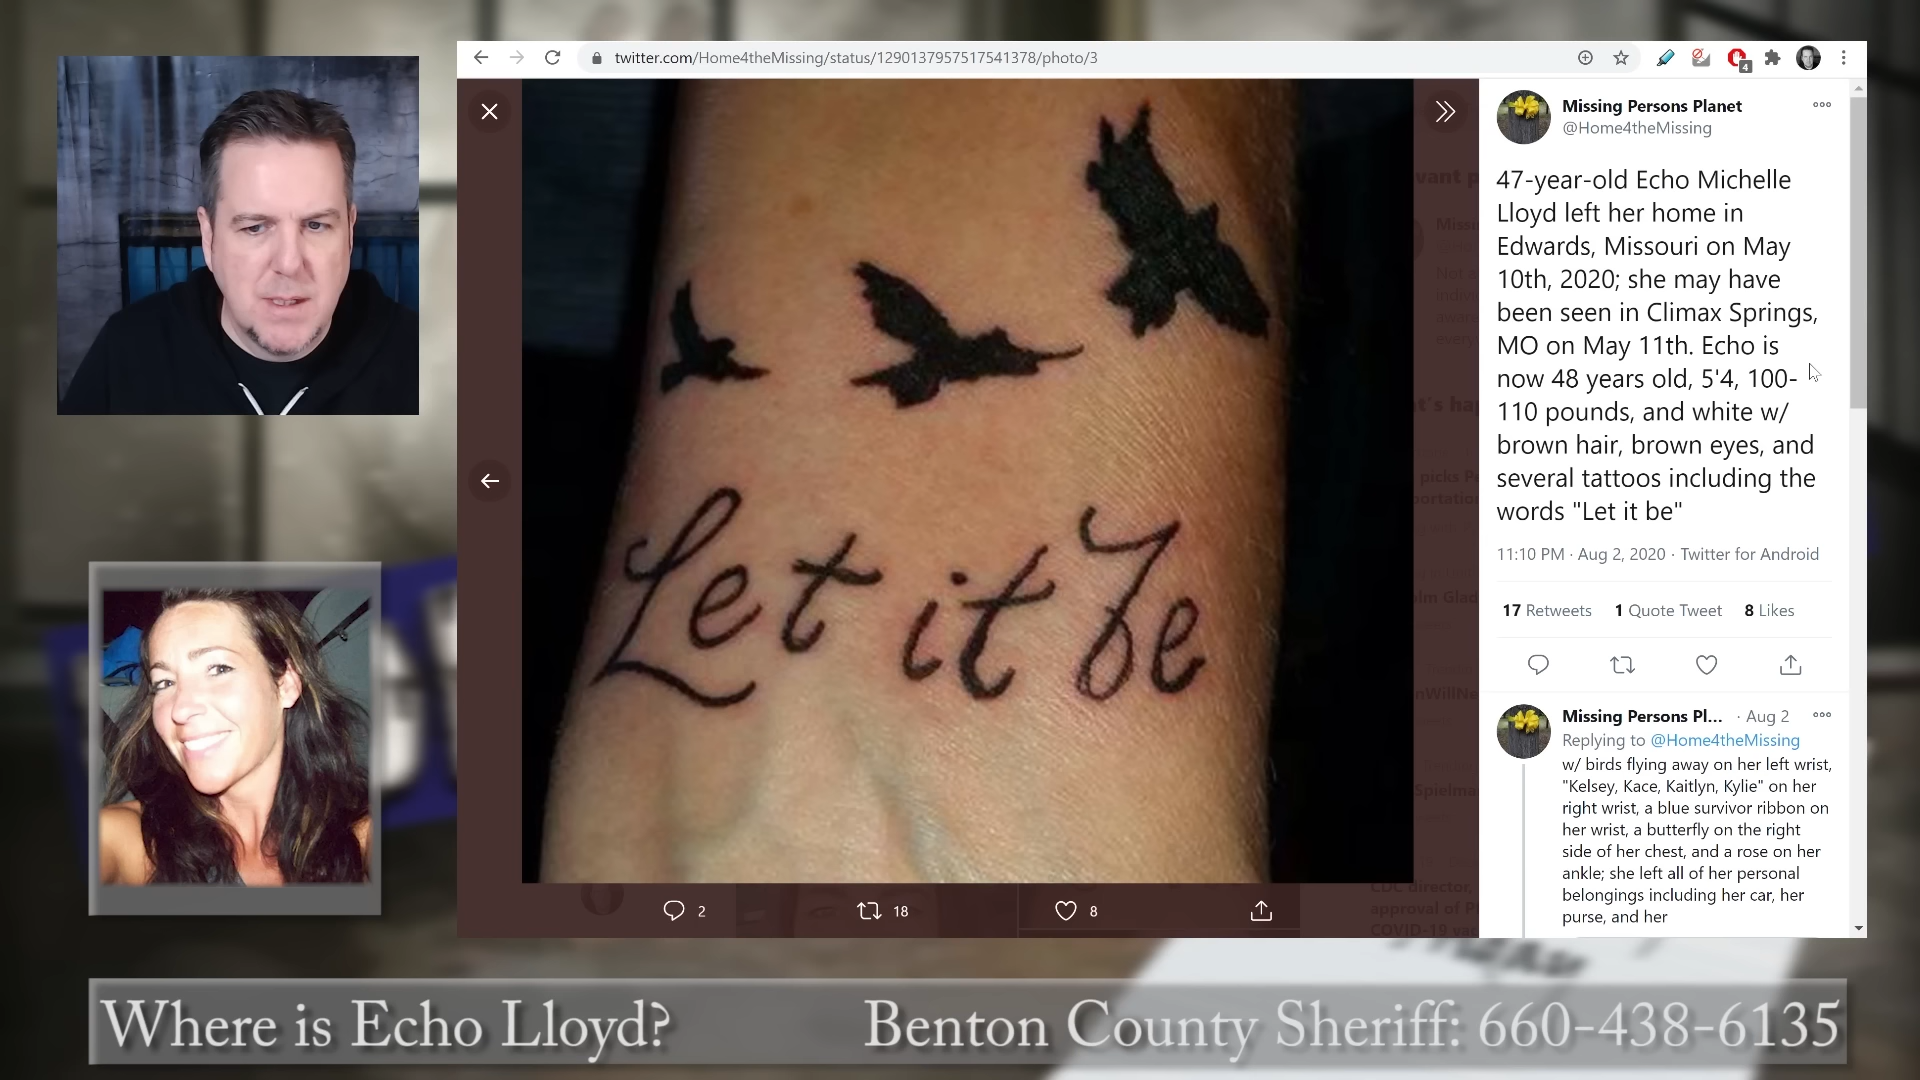 twitter.com/Home4theMissing/status/1290137957517541378/photo/3
4
Let it be
2
18
8
Missing Persons Planet
@Home4theMissing
47-year-old Echo Michelle
Lloyd left her home in
Edwards, Missouri on May
10th, 2020; she may have
been seen in Climax Springs,
MO on May 11th. Echo is
now 48 years old, 5'4, 100-
110 pounds, and white w/
brown hair, brown eyes, and
several tattoos including the
words "Let it be"
11:10 PM · Aug 2, 2020 · Twitter for Android
17 Retweets 1 Quote Tweet 8 Likes
Missing Persons Pl... · Aug 2
Replying to @Home4theMissing
w/ birds flying away on her left wrist,
"Kelsey, Kace, Kaitlyn, Kylie" on her
right wrist, a blue survivor ribbon on
her wrist, a butterfly on the right
side of her chest, and a rose on her
ankle; she left all of her personal
belongings including her car, her
purse, and her
Where is Echo Lloyd? Benton County Sheriff: 660-438-6135